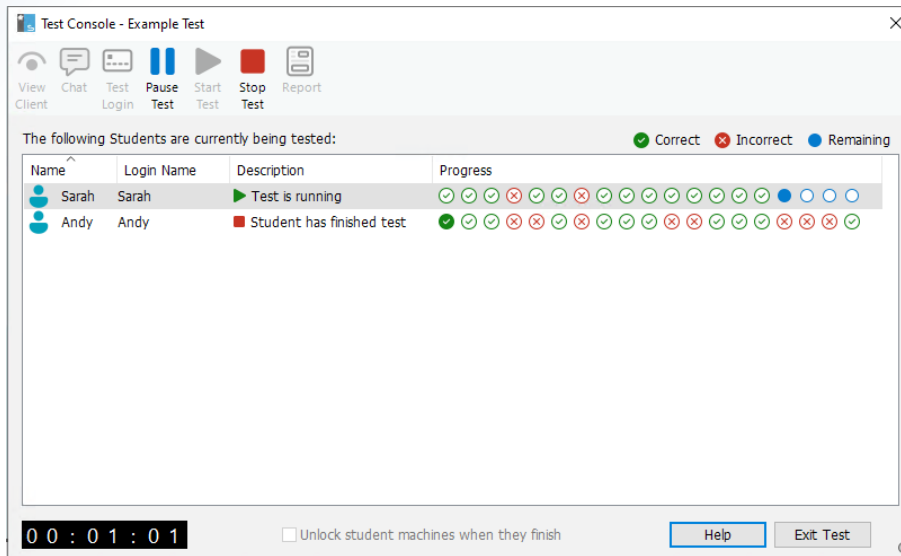 Test Console - Example Test
View Client
Chat
Test Login
Pause Test
Start Test
Stop Test
Report
The following Students are currently being tested:
Correct Incorrect Remaining
Name Login Name Description Progress
Sarah Sarah Test is running
Andy Andy Student has finished test
00:01:01
Unlock student machines when they finish
Help
Exit Test